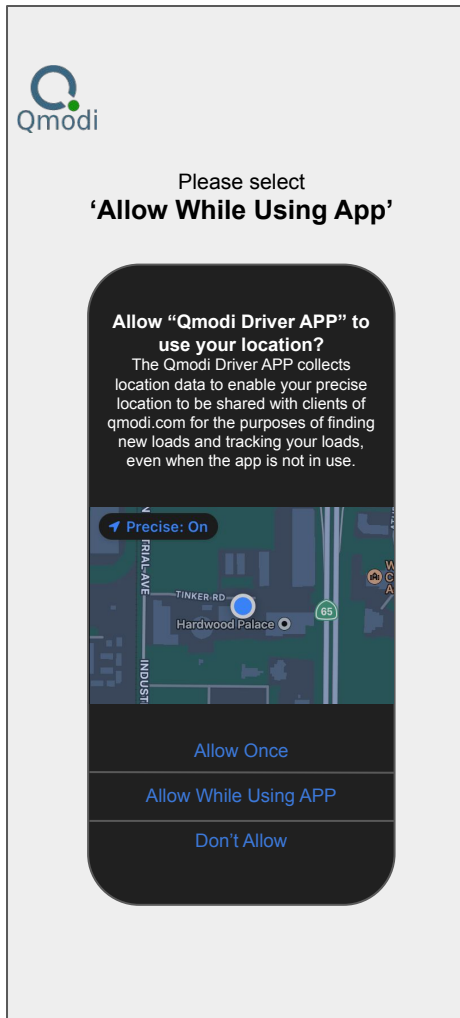 Qmodi
Please select
‘Allow While Using App’
Allow “Qmodi Driver APP” to
use your location?
The Qmodi Driver APP collects
location data to enable your precise
location to be shared with clients of
qmodi.com for the purposes of finding
new loads and tracking your loads,
even when the app is not in use.
Precise: On
TRIAL-AVE
TINKER RD
Hardwood Palace
65
INDUST
Allow Once
Allow While Using APP
Don’t Allow